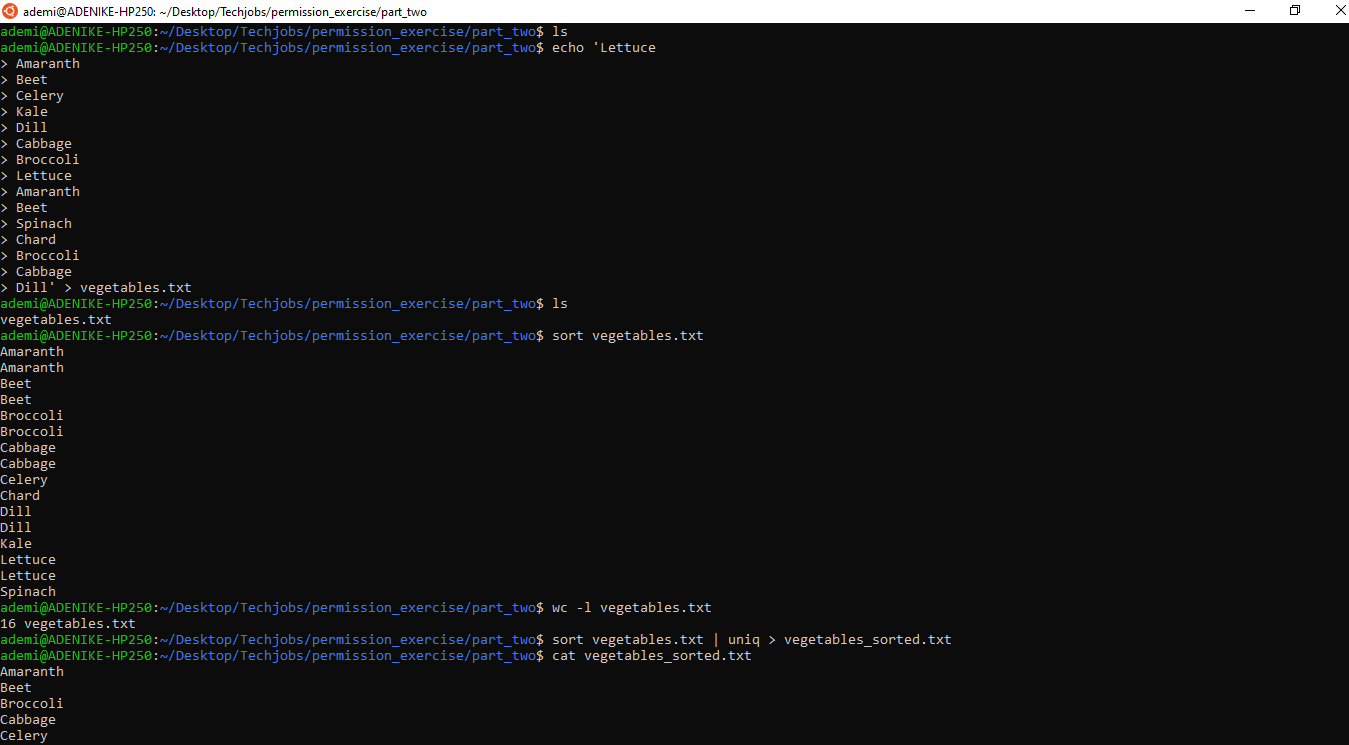 ademi@ADENIKE-HP250: ~/Desktop/Techjobs/permission_exercise/part_two
ademi@ADENIKE-HP250:~/Desktop/Techjobs/permission_exercise/part_two$ ls
ademi@ADENIKE-HP250:~/Desktop/Techjobs/permission_exercise/part_two$ echo 'Lettuce
> Amaranth
> Beet
> Celery
> Kale
> Dill
> Cabbage
> Broccoli
> Lettuce
> Amaranth
> Beet
> Spinach
> Chard
> Broccoli
> Cabbage
> Dill' > vegetables.txt
ademi@ADENIKE-HP250:~/Desktop/Techjobs/permission_exercise/part_two$ ls
vegetables.txt
ademi@ADENIKE-HP250:~/Desktop/Techjobs/permission_exercise/part_two$ sort vegetables.txt
Amaranth
Amaranth
Beet
Beet
Broccoli
Broccoli
Cabbage
Cabbage
Celery
Chard
Dill
Dill
Kale
Lettuce
Lettuce
Spinach
ademi@ADENIKE-HP250:~/Desktop/Techjobs/permission_exercise/part_two$ wc -l vegetables.txt
16 vegetables.txt
ademi@ADENIKE-HP250:~/Desktop/Techjobs/permission_exercise/part_two$ sort vegetables.txt | uniq > vegetables_sorted.txt
ademi@ADENIKE-HP250:~/Desktop/Techjobs/permission_exercise/part_two$ cat vegetables_sorted.txt
Amaranth
Beet
Broccoli
Cabbage
Celery